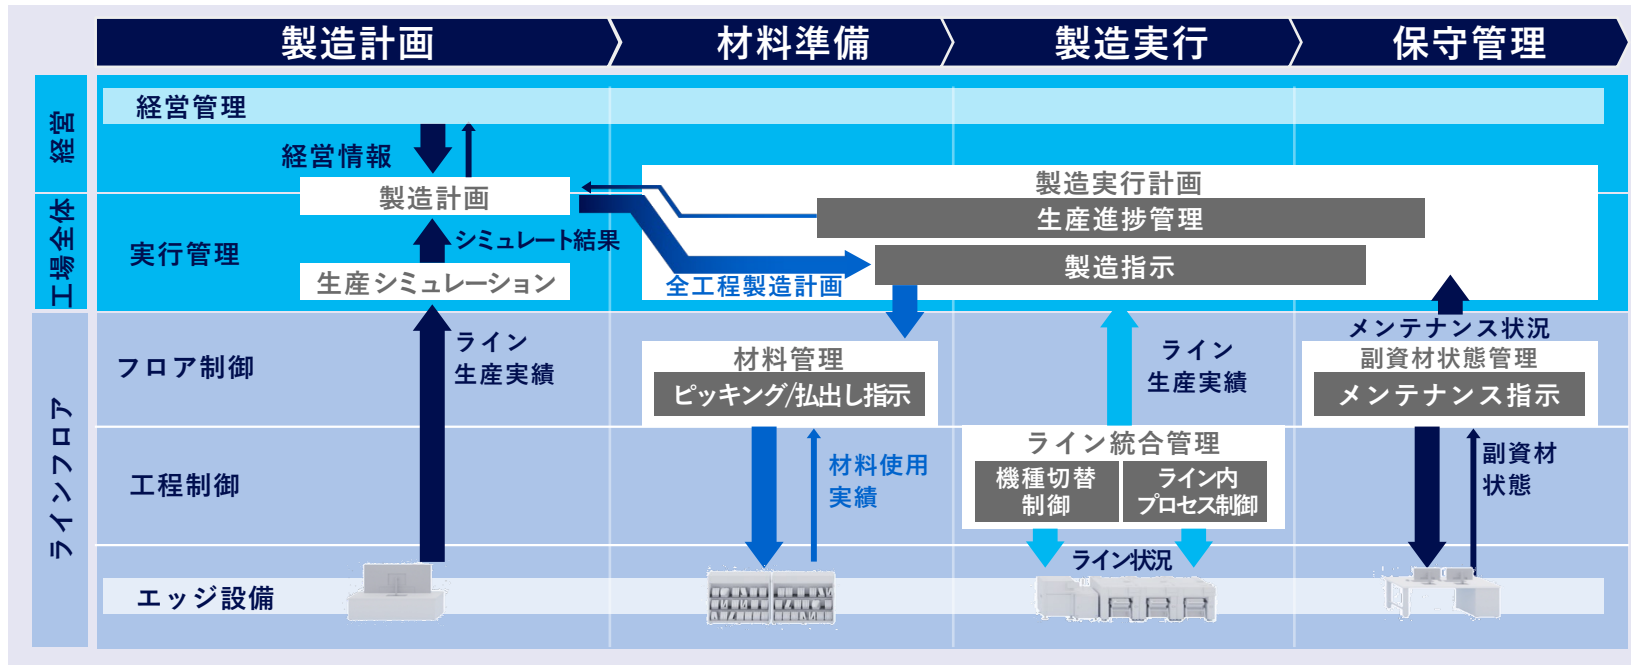 製造計画
材料準備
製造実行
保守管理
経営
経営管理
経営情報
製造計画
製造実行計画
生産進捗管理
工場全体
実行管理
シミュレート結果
生産シミュレーション
全工程製造計画
製造指示
メンテナンス状況
ラインフロア
フロア制御
ライン
生産実績
材料管理
ピッキング/払出し指示
ライン
生産実績
副資材状態管理
メンテナンス指示
工程制御
材料使用
実績
ライン統合管理
機種切替
制御
ライン内
プロセス制御
副資材
状態
ライン状況
エッジ設備